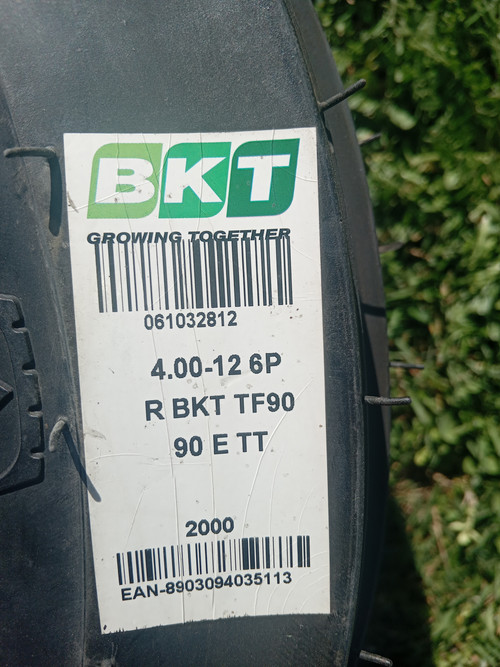 BKT
GROWING TOGETHER
061032812
4.00-12 6P
R BKT TF90
90 E TT
2000
EAN-8903094035113